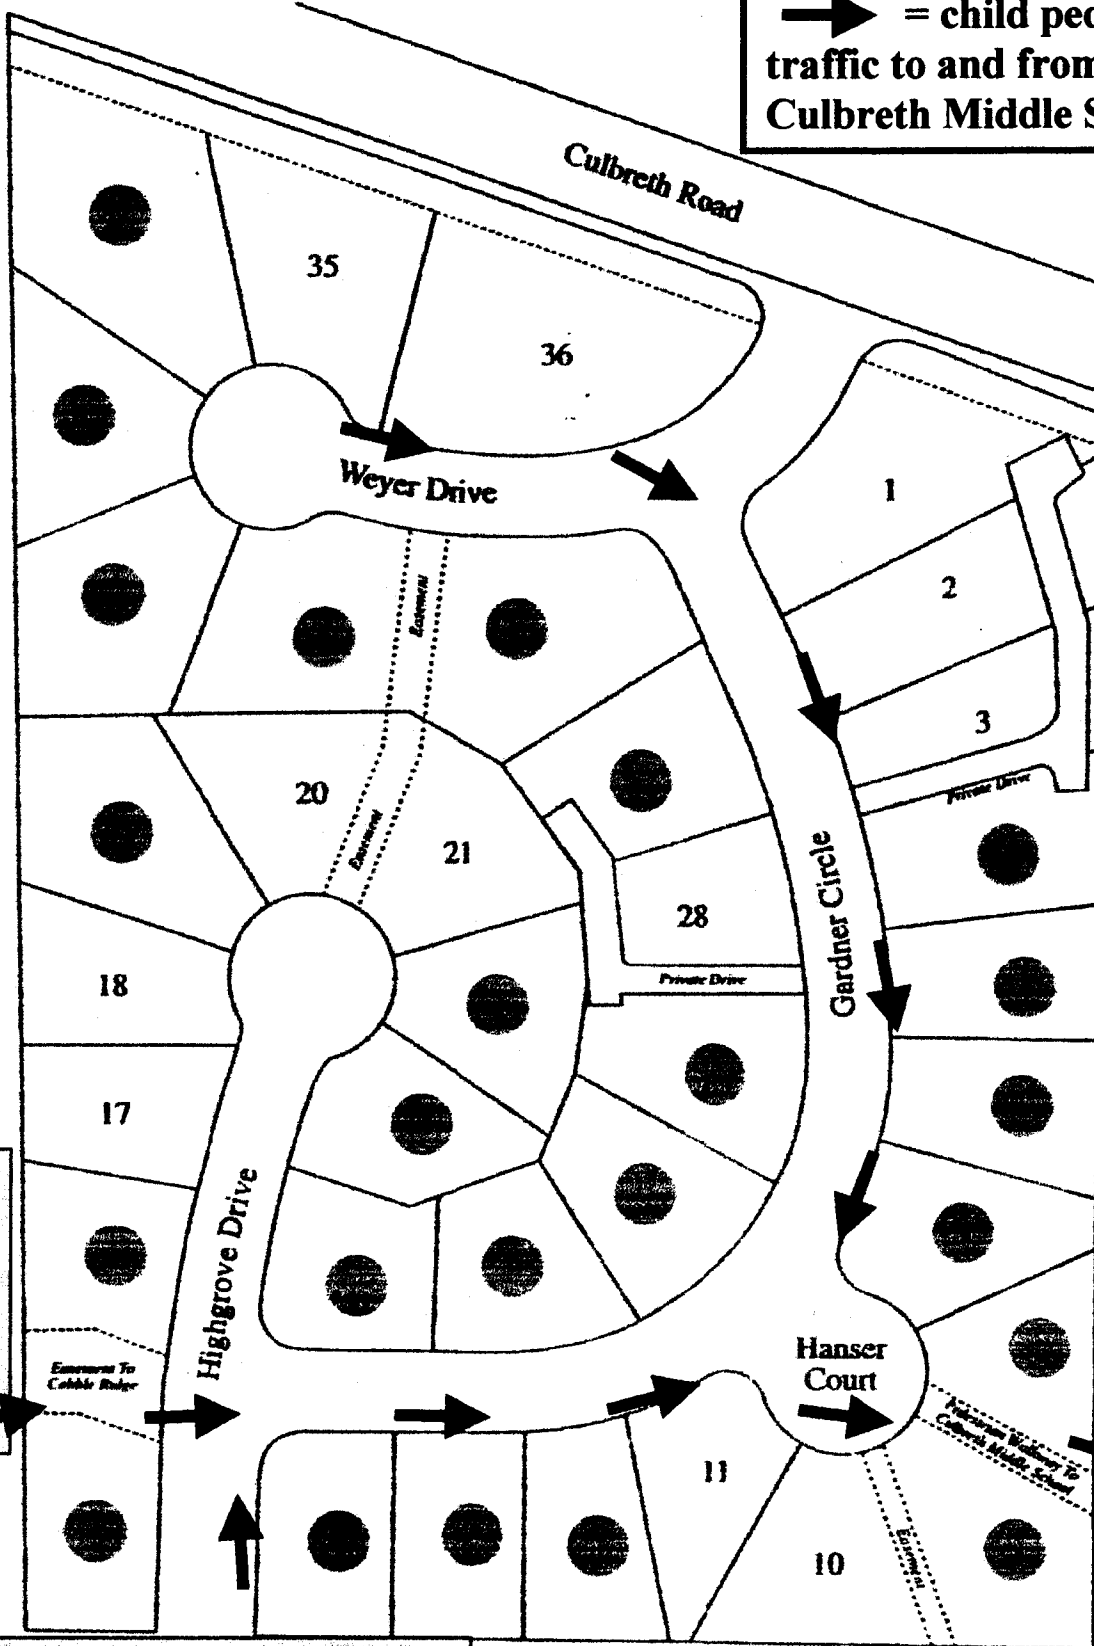 = child ped
traffic to and from
Culbreth Middle S
Culbreth Road
35
36
Weyer Drive
1
2
3
Private Drive
Easement
20
Easement
21
28
Private Drive
Gardner Circle
18
17
Highgrove Drive
Easement To
Cobble Ridge
Hanser
Court
Pedestrian Walkway To
Culbreth Middle School
11
10
Easement